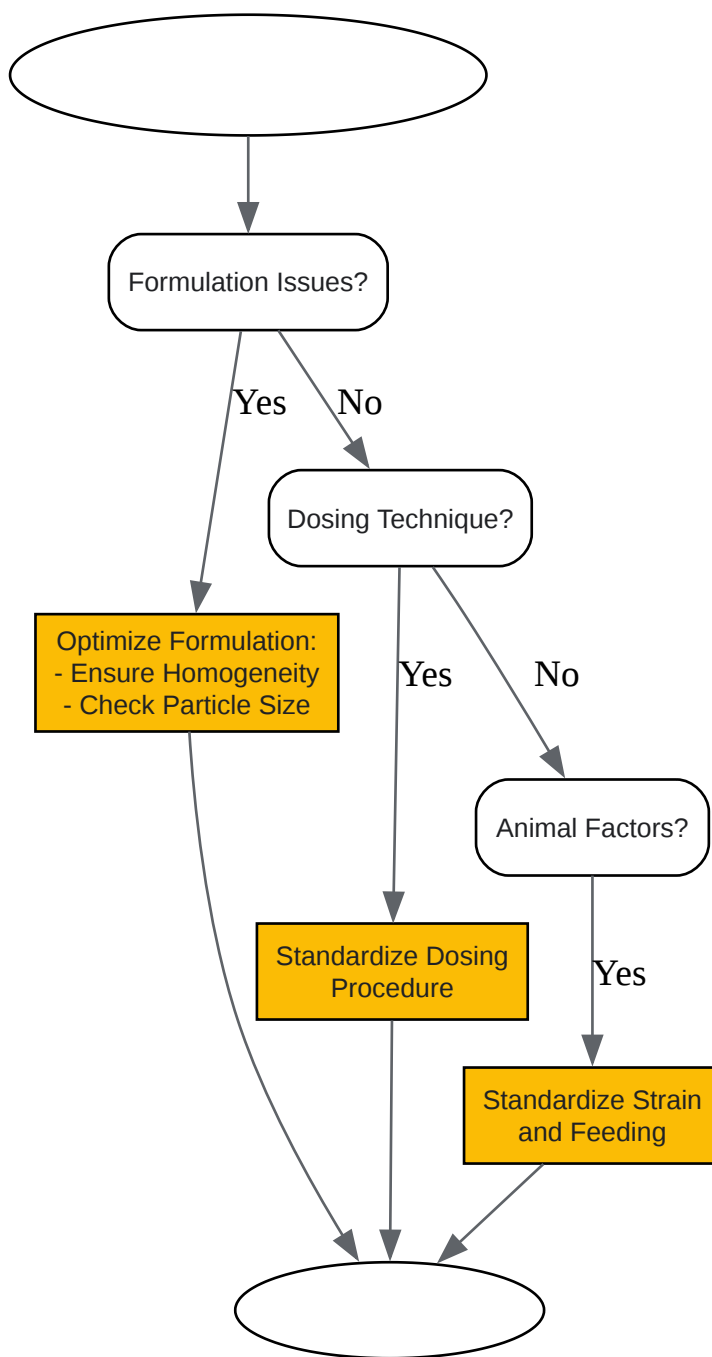 Formulation Issues?
Yes
No
Dosing Technique?
Optimize Formulation:
- Ensure Homogeneity
- Check Particle Size
Yes
No
Animal Factors?
Standardize Dosing
Procedure
Yes
Standardize Strain
and Feeding